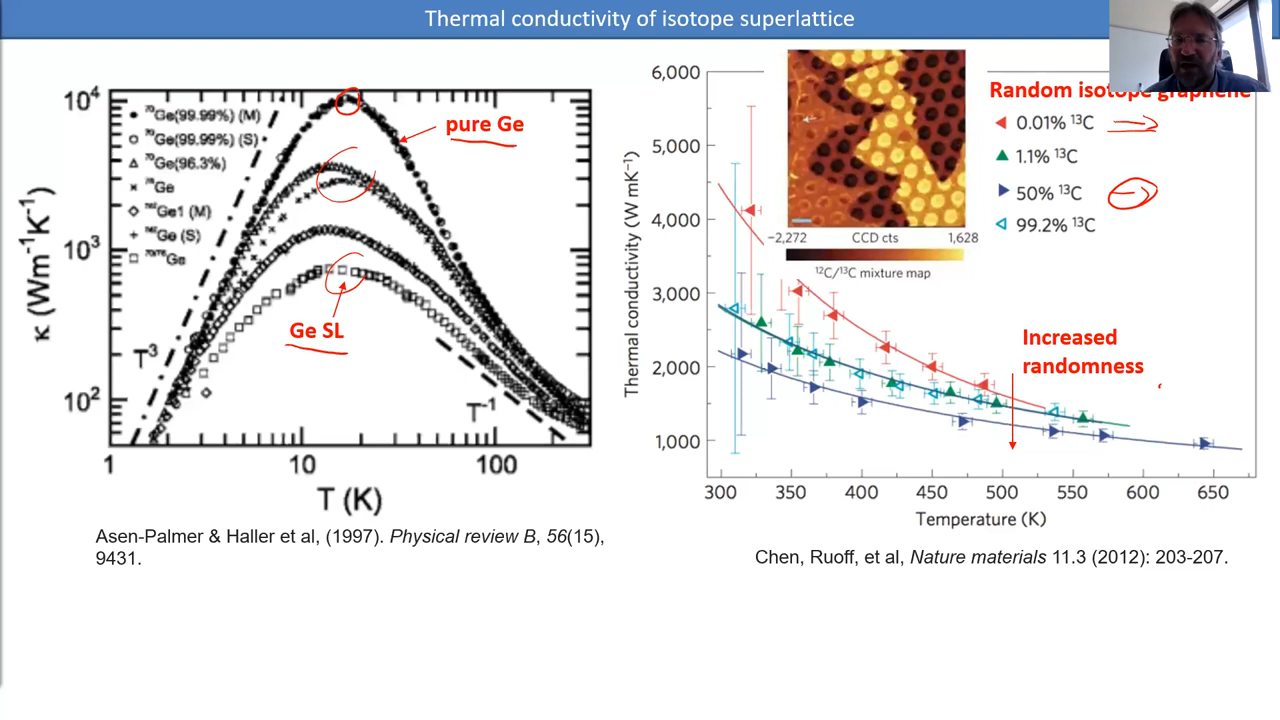 Thermal conductivity of isotope superlattice
10⁴
10³
10²
κ (Wm⁻¹K⁻¹)
⁷⁰Ge(99.99%) (M)
⁷⁰Ge(99.99%) (S)
⁷⁰Ge(96.3%)
Ge
Ge1 (M)
Ge (S)
⁷⁰ᐟ⁷⁶Ge
pure Ge
Ge SL
T³
T⁻¹
1
10
100
T (K)
Asen-Palmer & Haller et al, (1997). Physical review B, 56(15),
9431.
6,000
5,000
4,000
3,000
2,000
1,000
Thermal conductivity (W mK⁻¹)
−2,272
CCD cts
1,628
¹²C/¹³C mixture map
Random isotope graphene
0.01% ¹³C
1.1% ¹³C
50% ¹³C
99.2% ¹³C
Increased
randomness
300
350
400
450
500
550
600
650
Temperature (K)
Chen, Ruoff, et al, Nature materials 11.3 (2012): 203-207.